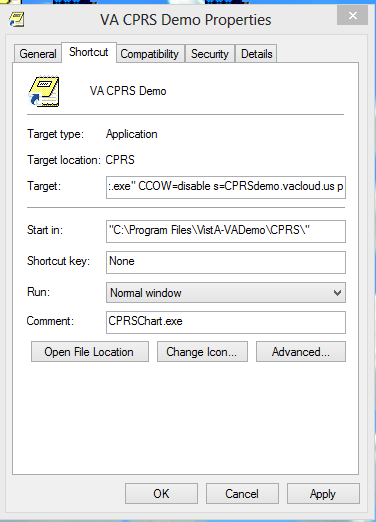 VA CPRS Demo Properties
General Shortcut Compatibility Security Details
VA CPRS Demo
Target type: Application
Target location: CPRS
Target: :.exe" CCOW=disable s=CPRSdemo.vacloud.us p
Start in: "C:\Program Files\VistA-VADemo\CPRS\"
Shortcut key: None
Run: Normal window
Comment: CPRSChart.exe
Open File Location Change Icon... Advanced...
OK Cancel Apply